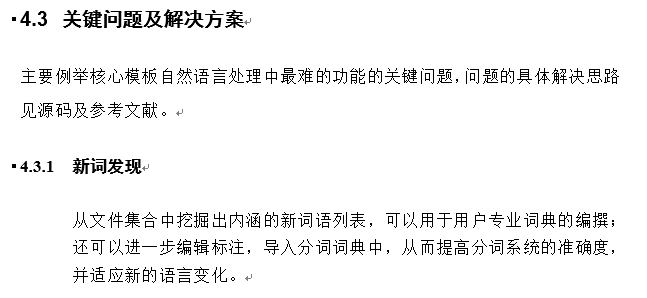 4.3 关键问题及解决方案
主要例举核心模板自然语言处理中最难的功能的关键问题,问题的具体解决思路
见源码及参考文献。
4.3.1 新词发现
从文件集合中挖掘出内涵的新词语列表，可以用于用户专业词典的编撰；
还可以进一步编辑标注，导入分词词典中，从而提高分词系统的准确度，
并适应新的语言变化。